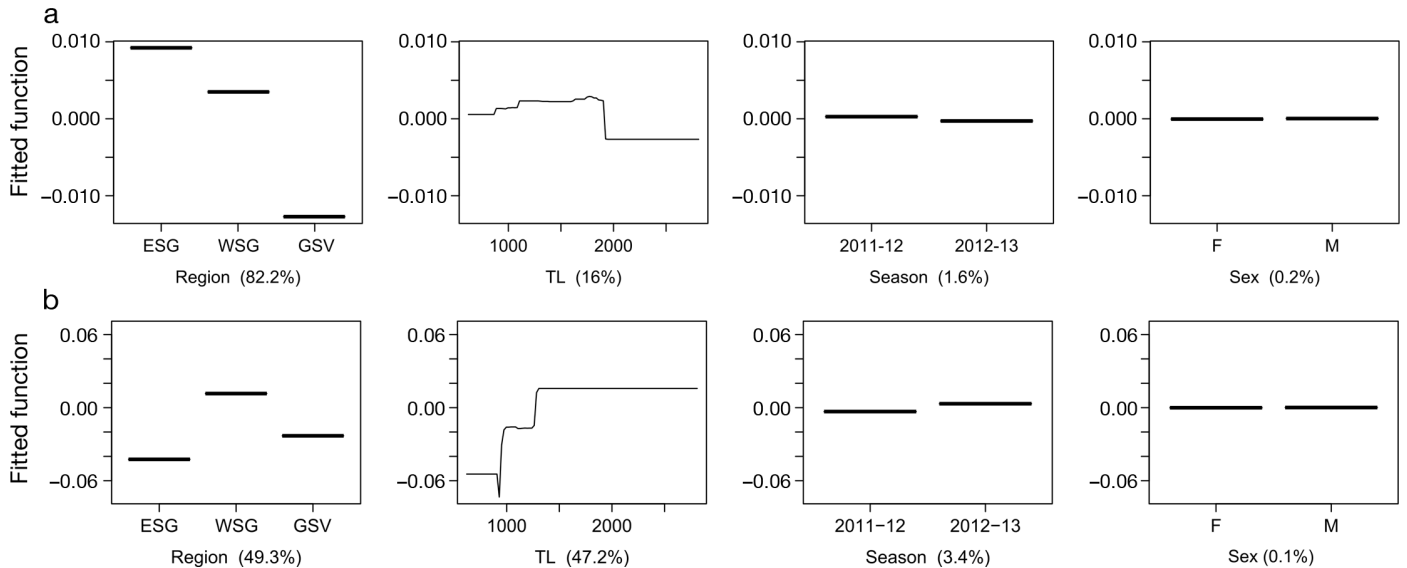 a
Fitted function
0.010
0.000
−0.010
ESG WSG GSV
Region (82.2%)
0.010
0.000
−0.010
1000 2000
TL (16%)
0.010
0.000
−0.010
2011-12 2012-13
Season (1.6%)
0.010
0.000
−0.010
F M
Sex (0.2%)
b
Fitted function
0.06
0.00
−0.06
ESG WSG GSV
Region (49.3%)
0.06
0.00
−0.06
1000 2000
TL (47.2%)
0.06
0.00
−0.06
2011−12 2012−13
Season (3.4%)
0.06
0.00
−0.06
F M
Sex (0.1%)